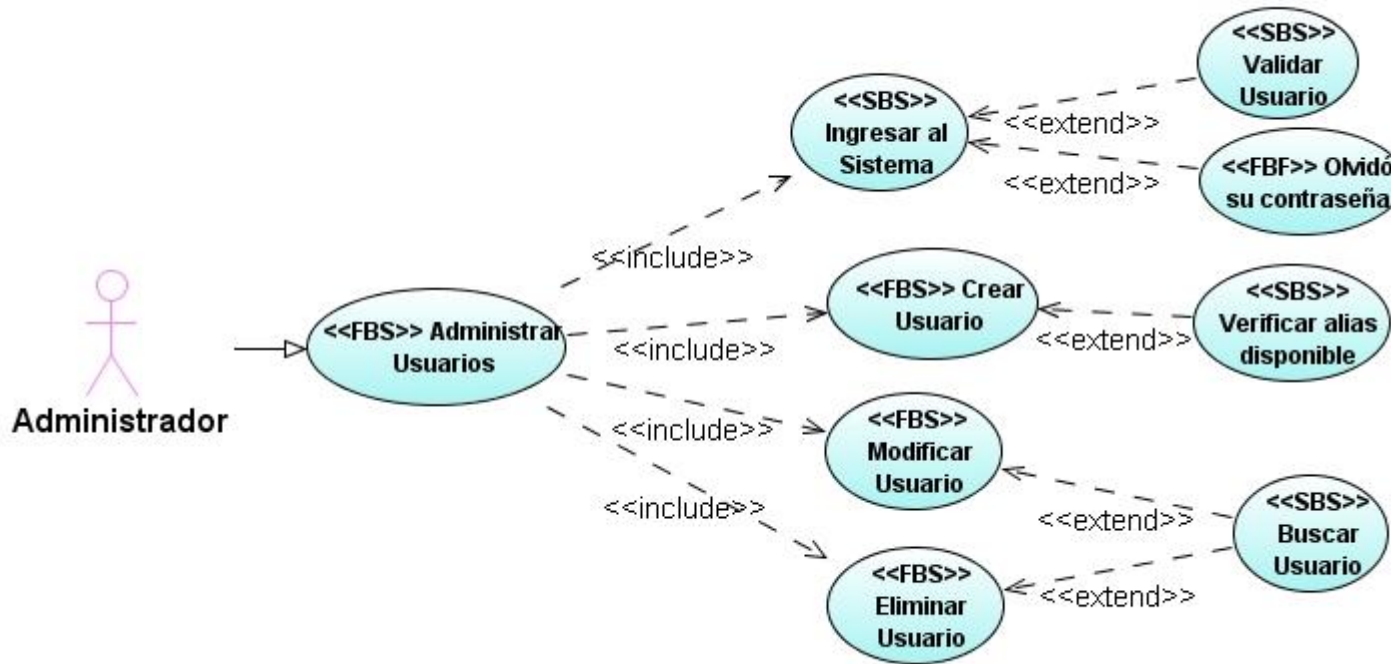 Administrador
<<FBS>> Administrar
Usuarios
<<include>>
<<include>>
<<include>>
<<include>>
<<SBS>>
Ingresar al
Sistema
<<FBS>> Crear
Usuario
<<FBS>>
Modificar
Usuario
<<FBS>>
Eliminar
Usuario
<<extend>>
<<extend>>
<<extend>>
<<extend>>
<<extend>>
<<SBS>>
Validar
Usuario
<<FBF>> Olvidó
su contraseña
<<SBS>>
Verificar alias
disponible
<<SBS>>
Buscar
Usuario